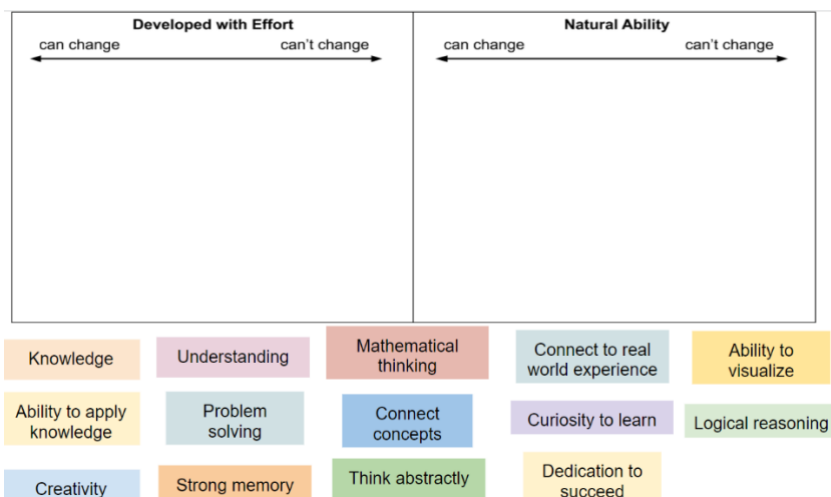 Developed with Effort
can change can't change
Natural Ability
can change can't change
Knowledge
Understanding
Mathematical
thinking
Connect to real
world experience
Ability to
visualize
Ability to apply
knowledge
Problem
solving
Connect
concepts
Curiosity to learn
Logical reasoning
Creativity
Strong memory
Think abstractly
Dedication to
succeed